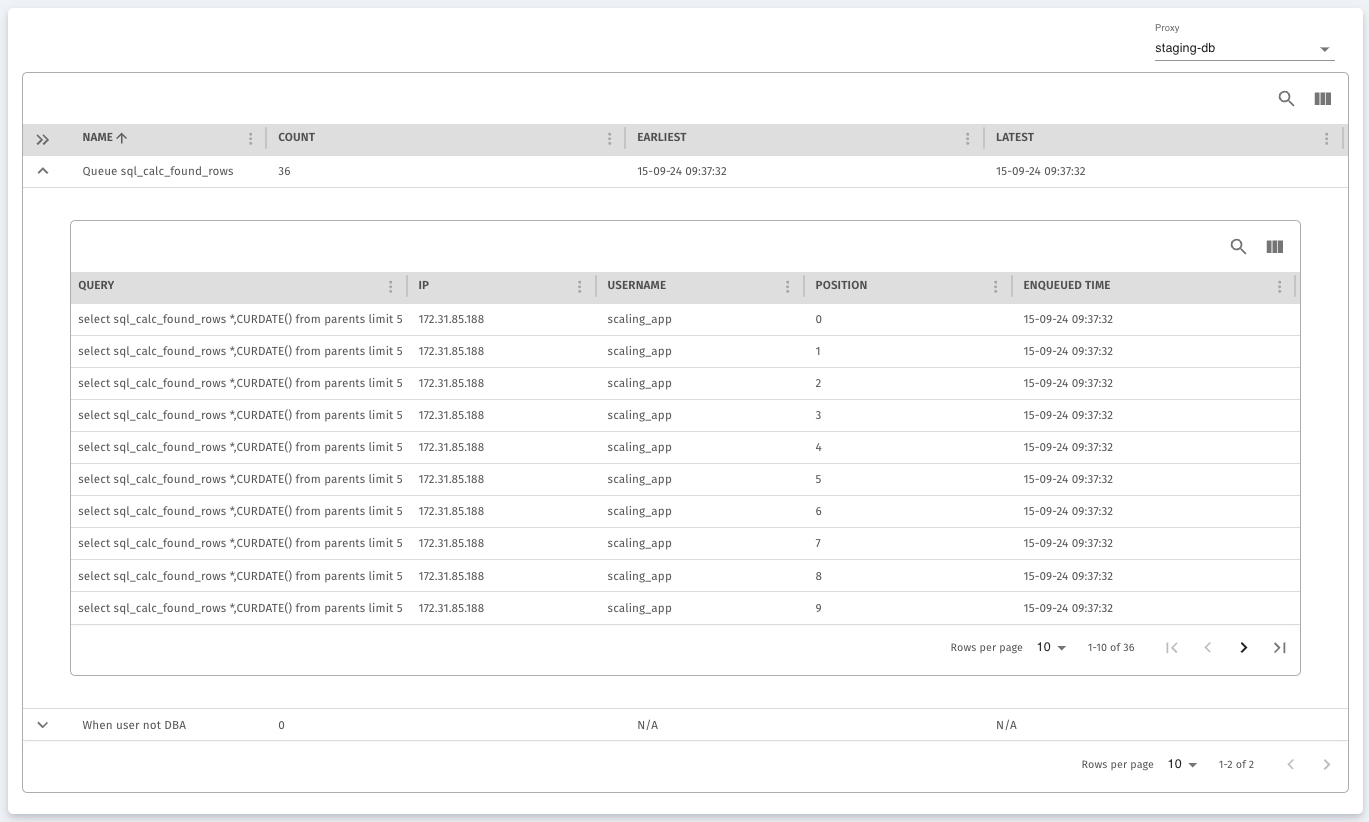 Proxy
staging-db
NAME COUNT EARLIEST LATEST
Queue sql_calc_found_rows 36 15-09-24 09:37:32 15-09-24 09:37:32
QUERY IP USERNAME POSITION ENQUEUED TIME
select sql_calc_found_rows *,CURDATE() from parents limit 5 172.31.85.188 scaling_app 0 15-09-24 09:37:32
select sql_calc_found_rows *,CURDATE() from parents limit 5 172.31.85.188 scaling_app 1 15-09-24 09:37:32
select sql_calc_found_rows *,CURDATE() from parents limit 5 172.31.85.188 scaling_app 2 15-09-24 09:37:32
select sql_calc_found_rows *,CURDATE() from parents limit 5 172.31.85.188 scaling_app 3 15-09-24 09:37:32
select sql_calc_found_rows *,CURDATE() from parents limit 5 172.31.85.188 scaling_app 4 15-09-24 09:37:32
select sql_calc_found_rows *,CURDATE() from parents limit 5 172.31.85.188 scaling_app 5 15-09-24 09:37:32
select sql_calc_found_rows *,CURDATE() from parents limit 5 172.31.85.188 scaling_app 6 15-09-24 09:37:32
select sql_calc_found_rows *,CURDATE() from parents limit 5 172.31.85.188 scaling_app 7 15-09-24 09:37:32
select sql_calc_found_rows *,CURDATE() from parents limit 5 172.31.85.188 scaling_app 8 15-09-24 09:37:32
select sql_calc_found_rows *,CURDATE() from parents limit 5 172.31.85.188 scaling_app 9 15-09-24 09:37:32
Rows per page 10 1-10 of 36
When user not DBA 0 N/A N/A
Rows per page 10 1-2 of 2